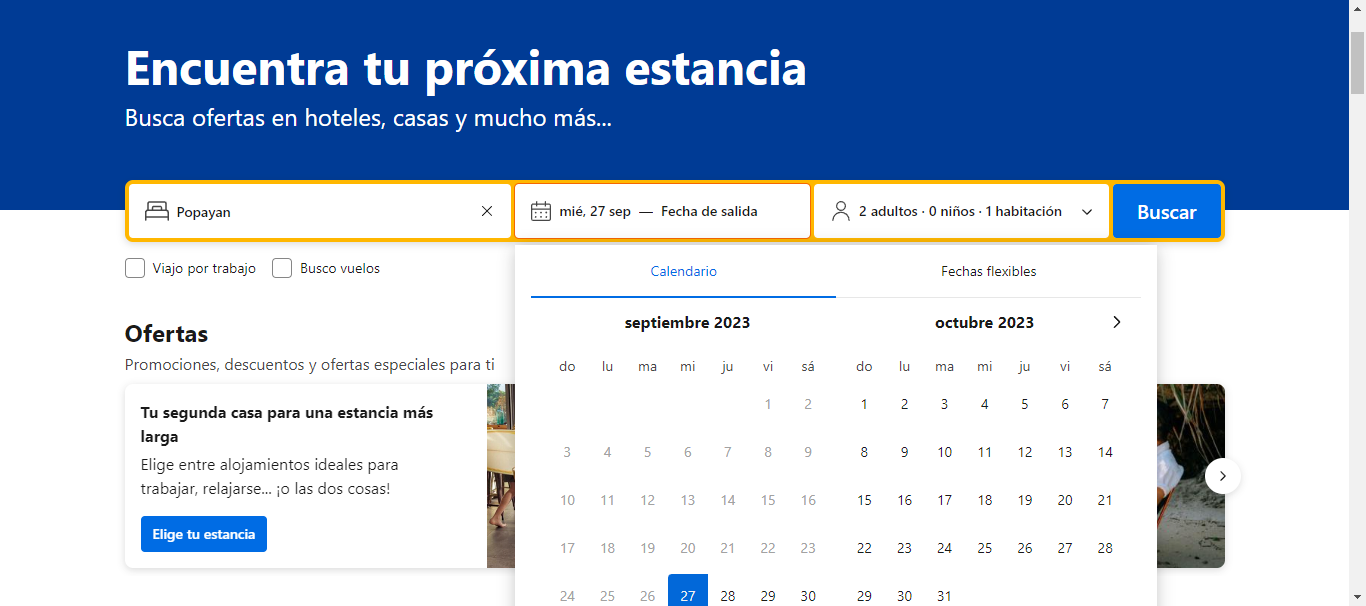 Encuentra tu próxima estancia
Busca ofertas en hoteles, casas y mucho más...
Popayan
mié, 27 sep — Fecha de salida
2 adultos · 0 niños · 1 habitación
Buscar
Viajo por trabajo
Busco vuelos
Calendario
Fechas flexibles
septiembre 2023
do lu ma mi ju vi sá
1 2
3 4 5 6 7 8 9
10 11 12 13 14 15 16
17 18 19 20 21 22 23
24 25 26 27 28 29 30
octubre 2023
do lu ma mi ju vi sá
1 2 3 4 5 6 7
8 9 10 11 12 13 14
15 16 17 18 19 20 21
22 23 24 25 26 27 28
29 30 31
Ofertas
Promociones, descuentos y ofertas especiales para ti
Tu segunda casa para una estancia más
larga
Elige entre alojamientos ideales para
trabajar, relajarse... ¡o las dos cosas!
Elige tu estancia